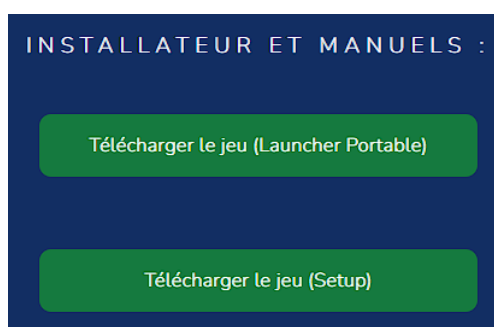 INSTALLATEUR ET MANUELS :
Télécharger le jeu (Launcher Portable)
Télécharger le jeu (Setup)